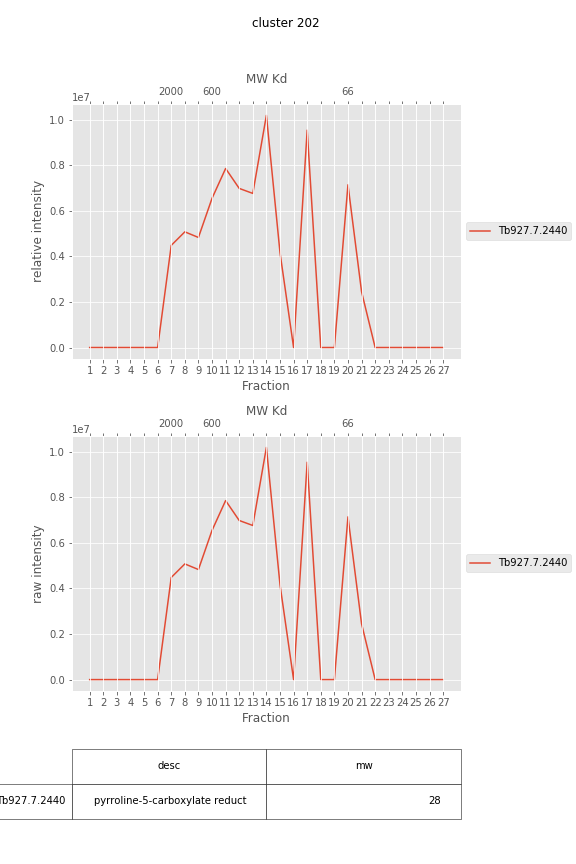 cluster 202
MW Kd
2000 600 66
1e7
1.0
0.8
0.6
0.4
0.2
0.0
relative intensity
Tb927.7.2440
1 2 3 4 5 6 7 8 9 10 11 12 13 14 15 16 17 18 19 20 21 22 23 24 25 26 27
Fraction
MW Kd
2000 600 66
1e7
1.0
0.8
0.6
0.4
0.2
0.0
raw intensity
Tb927.7.2440
1 2 3 4 5 6 7 8 9 10 11 12 13 14 15 16 17 18 19 20 21 22 23 24 25 26 27
Fraction
desc mw
Tb927.7.2440 pyrroline-5-carboxylate reduct 28